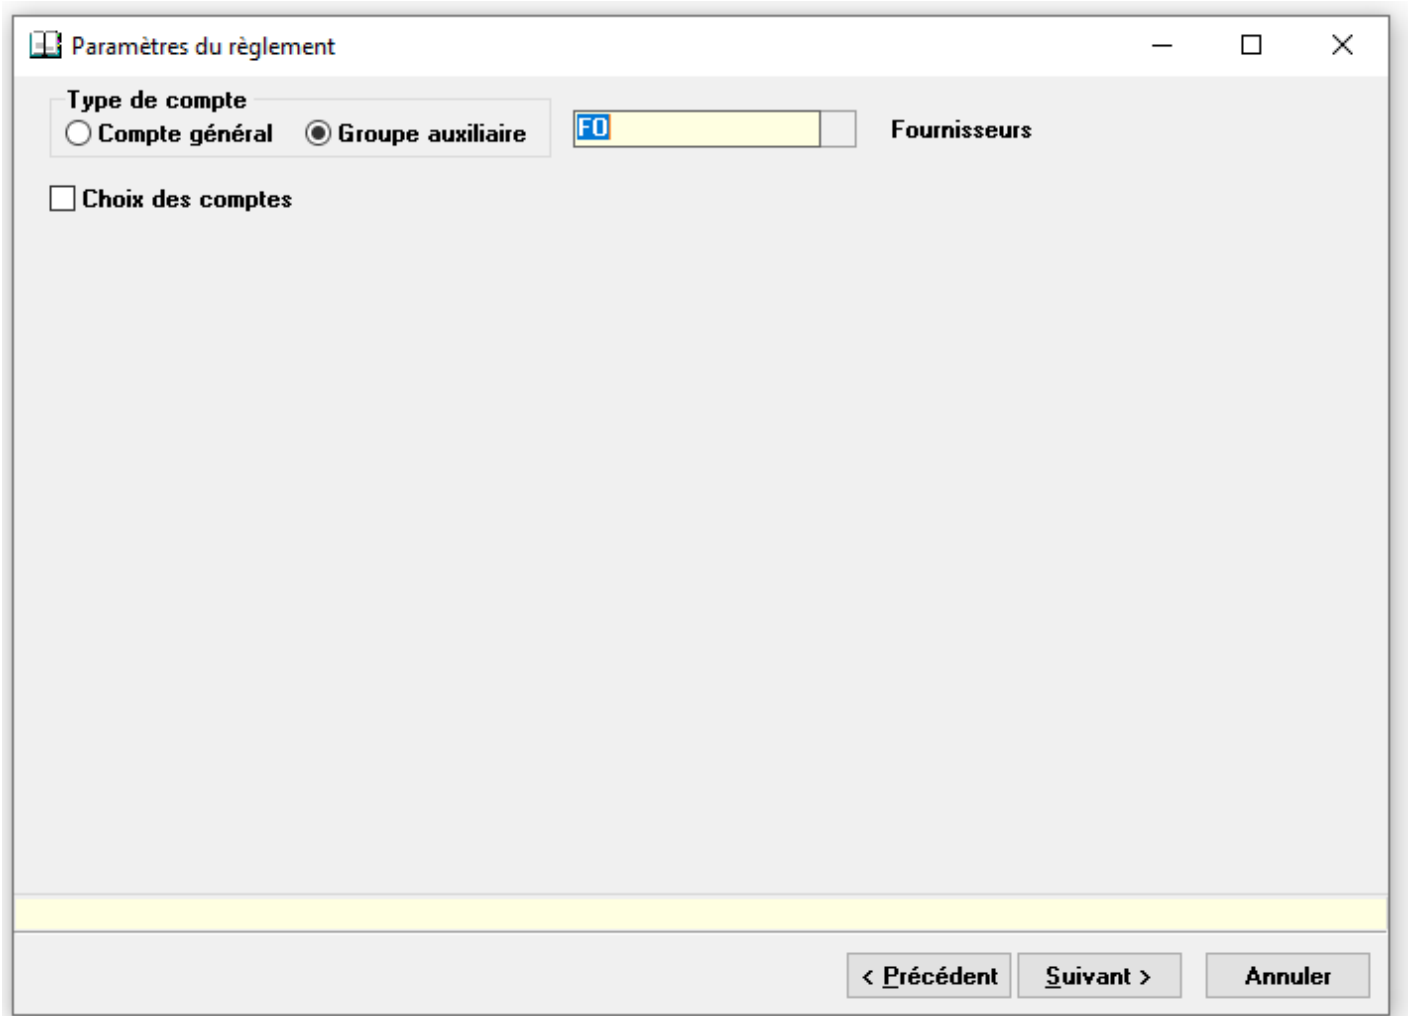 Paramètres du règlement
Type de compte
Compte général Groupe auxiliaire FO Fournisseurs
Choix des comptes
< Précédent Suivant > Annuler